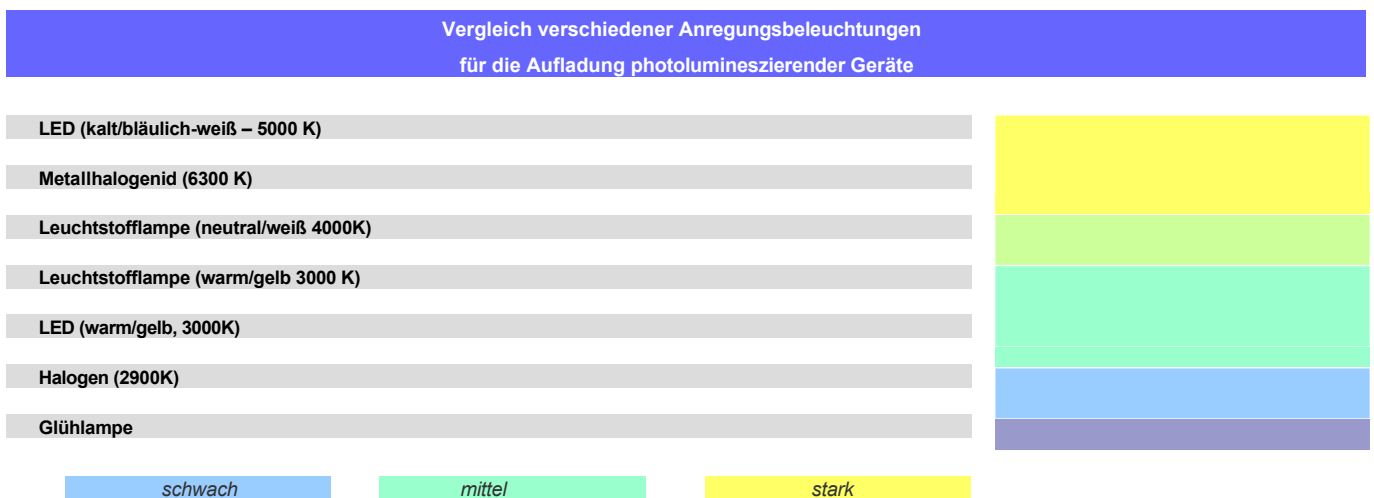 Vergleich verschiedener Anregungsbeleuchtungen
für die Aufladung photolumineszierender Geräte
LED (kalt/bläulich-weiß – 5000 K)
Metallhalogenid (6300 K)
Leuchtstofflampe (neutral/weiß 4000K)
Leuchtstofflampe (warm/gelb 3000 K)
LED (warm/gelb, 3000K)
Halogen (2900K)
Glühlampe
schwach mittel stark